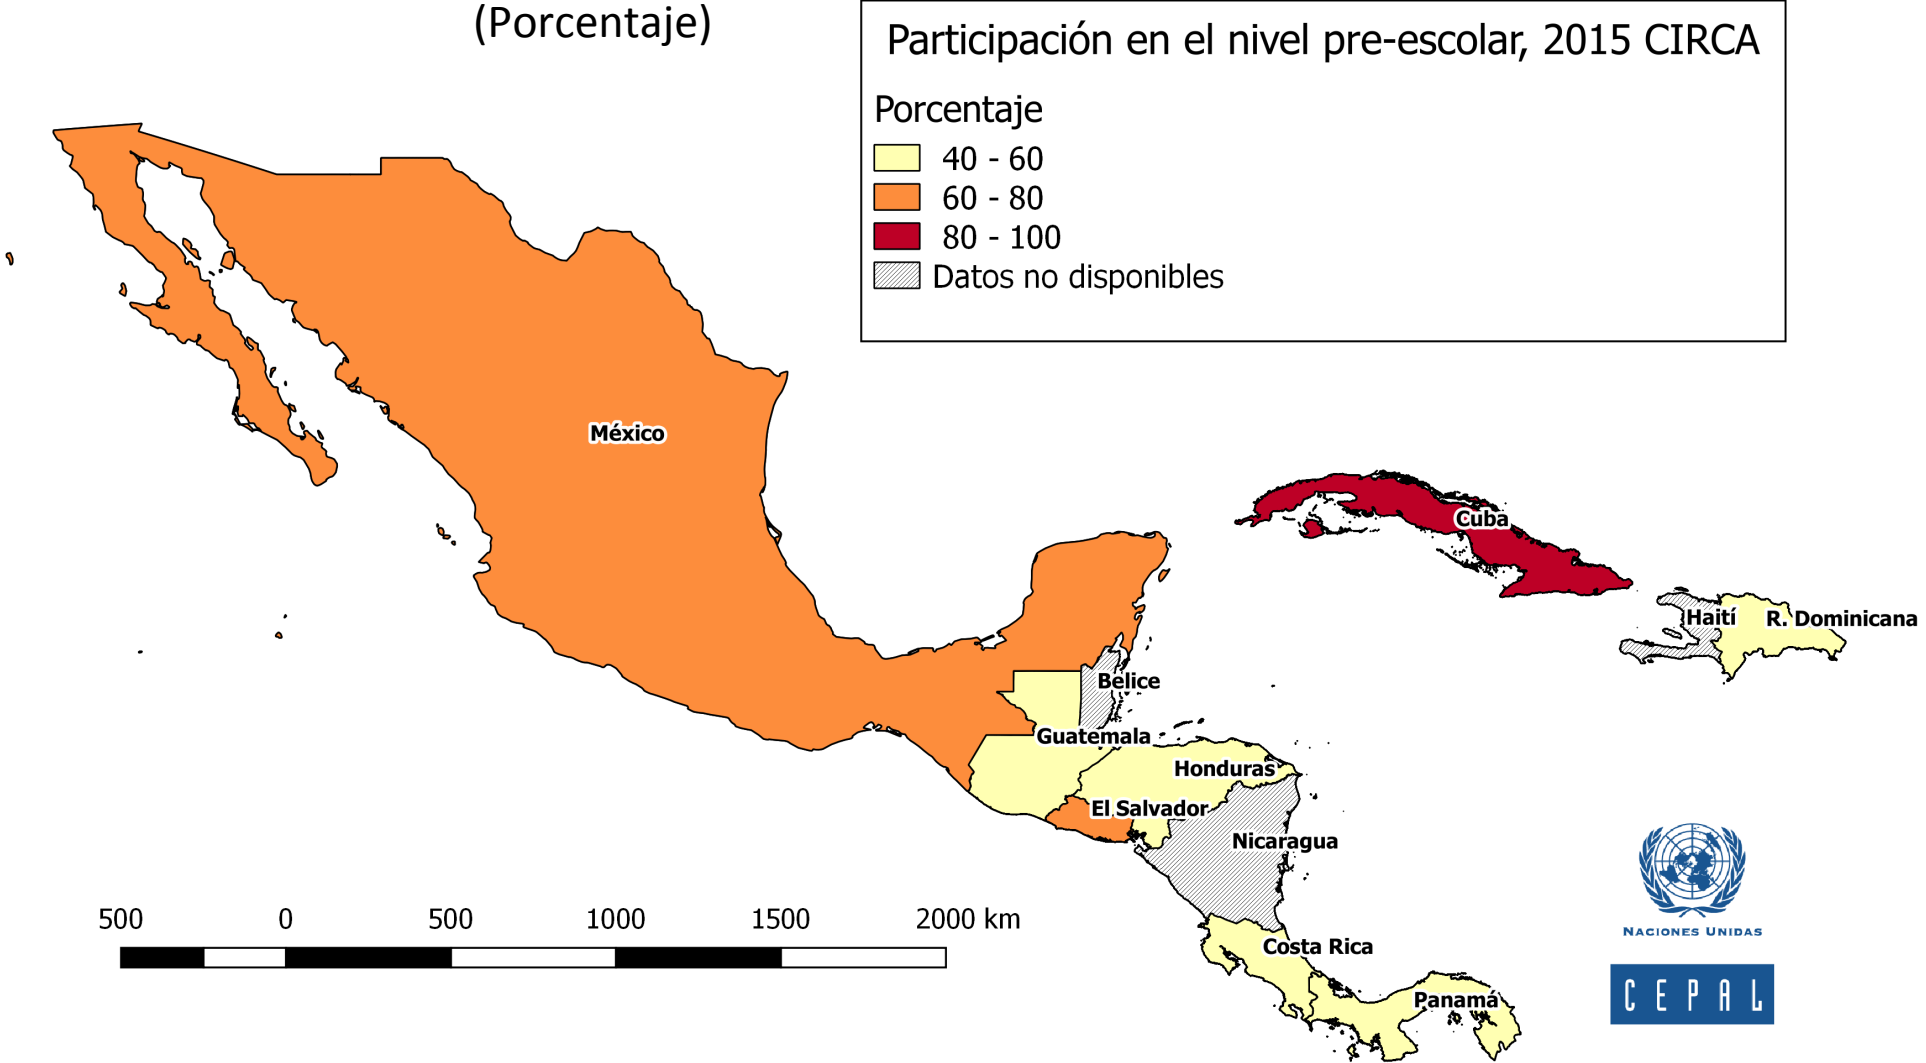 (Porcentaje)
Participación en el nivel pre-escolar, 2015 CIRCA
Porcentaje
40 - 60
60 - 80
80 - 100
Datos no disponibles
México
Cuba
Haití
R. Dominicana
Belice
Guatemala
Honduras
El Salvador
Nicaragua
Costa Rica
Panamá
500 0 500 1000 1500 2000 km
NACIONES UNIDAS
CEPAL